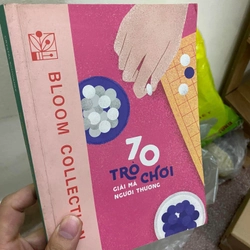 BLOOM COLLECTION
70
TRÒ CHƠI
GIẢI MÃ
NGƯỜI THƯƠNG